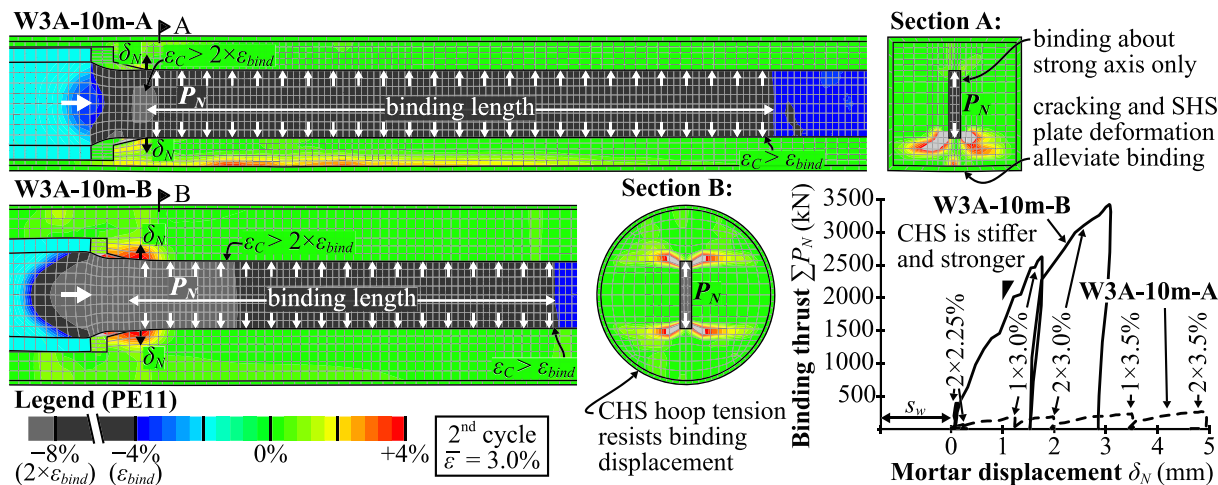 W3A-10m-A
A
δN
εC > 2×εbind
PN
binding length
δN
εC > εbind
Section A:
binding about
strong axis only
PN
cracking and SHS
plate deformation
alleviate binding
W3A-10m-B
B
δN
εC > 2×εbind
PN
binding length
δN
εC > εbind
Section B:
PN
CHS hoop tension
resists binding
displacement
Legend (PE11)
−8%
(2×εbind)
−4%
(εbind)
0%
+4%
2nd cycle
ε̅ = 3.0%
Binding thrust ∑PN (kN)
3500
3000
2500
2000
1500
1000
500
W3A-10m-B
CHS is stiffer
and stronger
W3A-10m-A
2×2.25%
1×3.0%
2×3.0%
1×3.5%
2×3.5%
sw
0 1 2 3 4 5
Mortar displacement δN (mm)